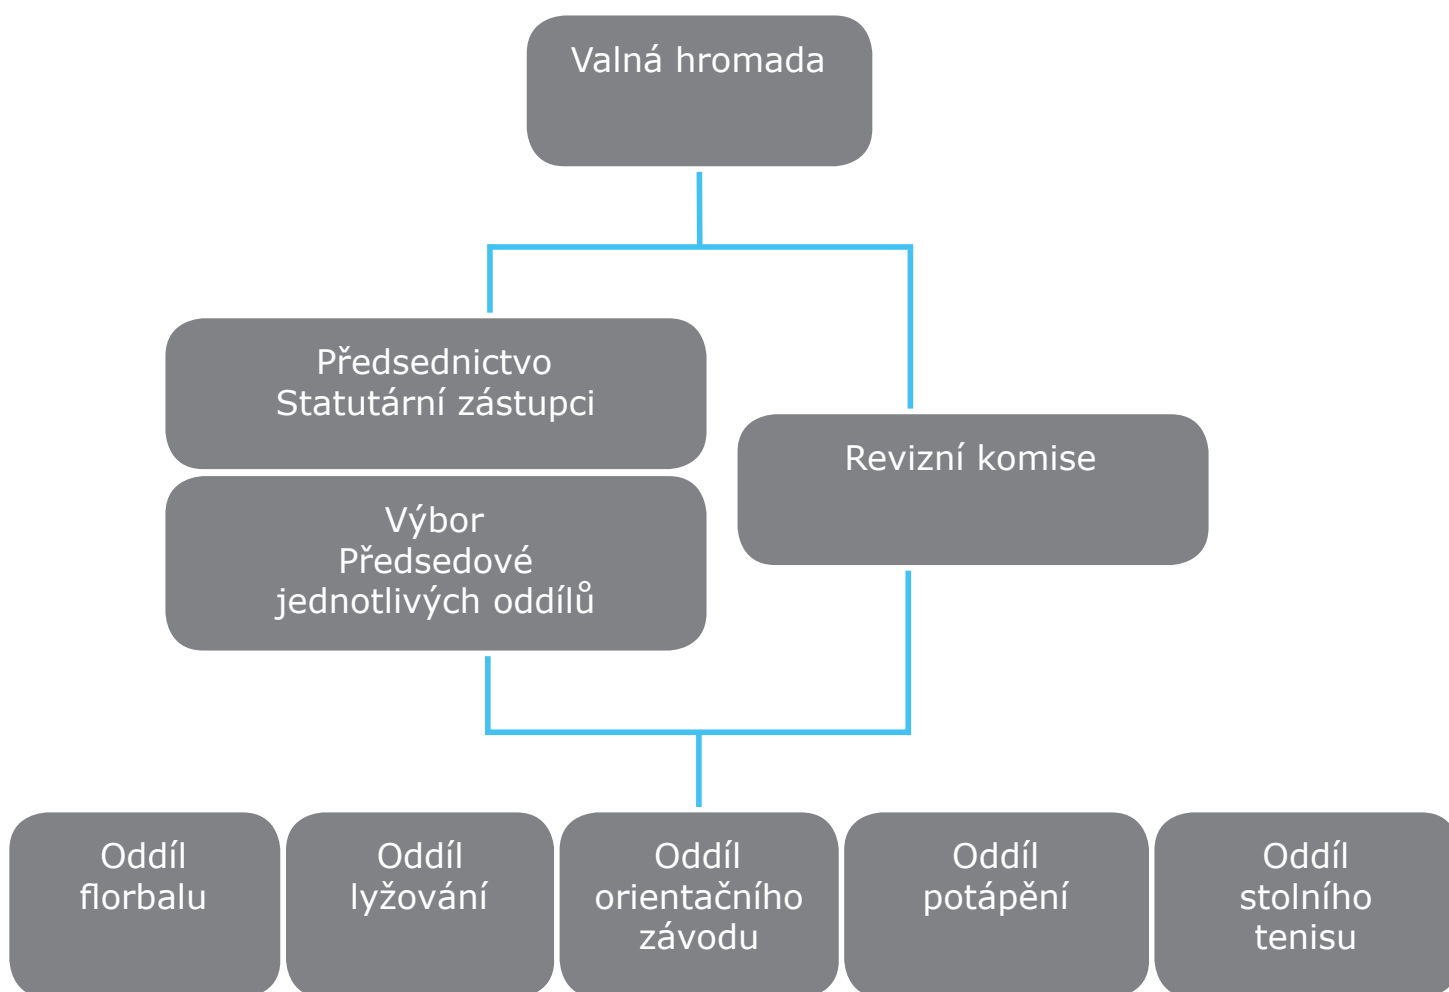 Valná hromada
Předsednictvo
Statutární zástupci
Revizní komise
Výbor
Předsedové
jednotlivých oddílů
Oddíl
florbalu
Oddíl
lyžování
Oddíl
orientačního
závodu
Oddíl
potápění
Oddíl
stolního
tenisu